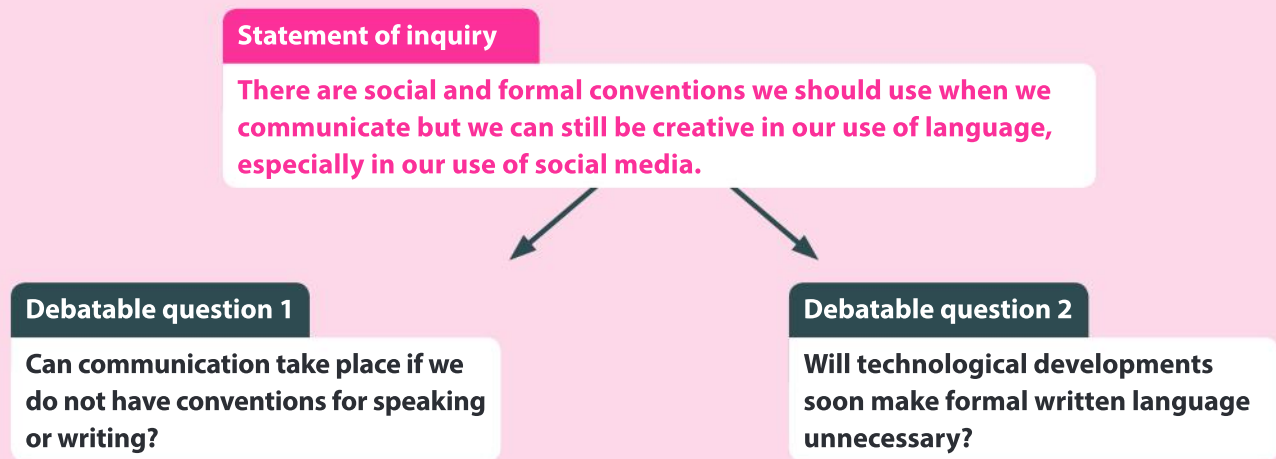 Statement of inquiry
There are social and formal conventions we should use when we
communicate but we can still be creative in our use of language,
especially in our use of social media.
Debatable question 1
Can communication take place if we
do not have conventions for speaking
or writing?
Debatable question 2
Will technological developments
soon make formal written language
unnecessary?